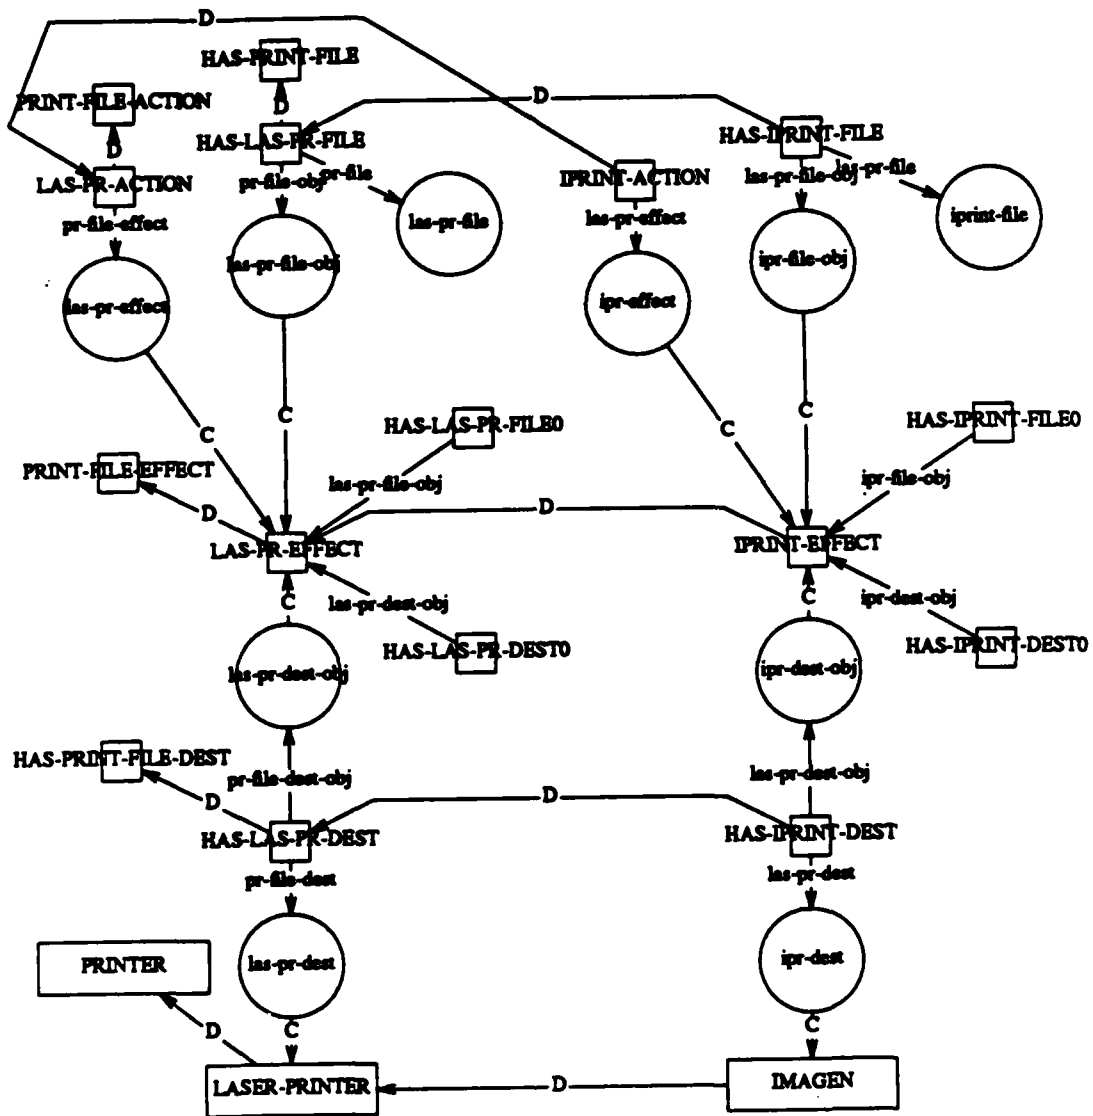 D
HAS-PRINT-FILE
PRINT-FILE-ACTION
D
D
D
HAS-LAS-PR-FILE
HAS-IPRINT-FILE
LAS-PR-ACTION
pr-file-obj
pr-file
IPRINT-ACTION
las-pr-file-obj
las-pr-file
pr-file-effect
las-pr-file
las-pr-effect
iprint-file
las-pr-file-obj
ipr-file-obj
las-pr-effect
ipr-effect
C
C
C
C
HAS-LAS-PR-FILE0
HAS-IPRINT-FILE0
PRINT-FILE-EFFECT
las-pr-file-obj
ipr-file-obj
D
D
LAS-PR-EFFECT
IPRINT-EFFECT
C
las-pr-dest-obj
C
ipr-dest-obj
HAS-LAS-PR-DEST0
HAS-IPRINT-DEST0
las-pr-dest-obj
ipr-dest-obj
HAS-PRINT-FILE-DEST
pr-file-dest-obj
las-pr-dest-obj
D
D
HAS-LAS-PR-DEST
HAS-IPRINT-DEST
pr-file-dest
las-pr-dest
PRINTER
las-pr-dest
ipr-dest
D
C
C
LASER-PRINTER
D
IMAGEN